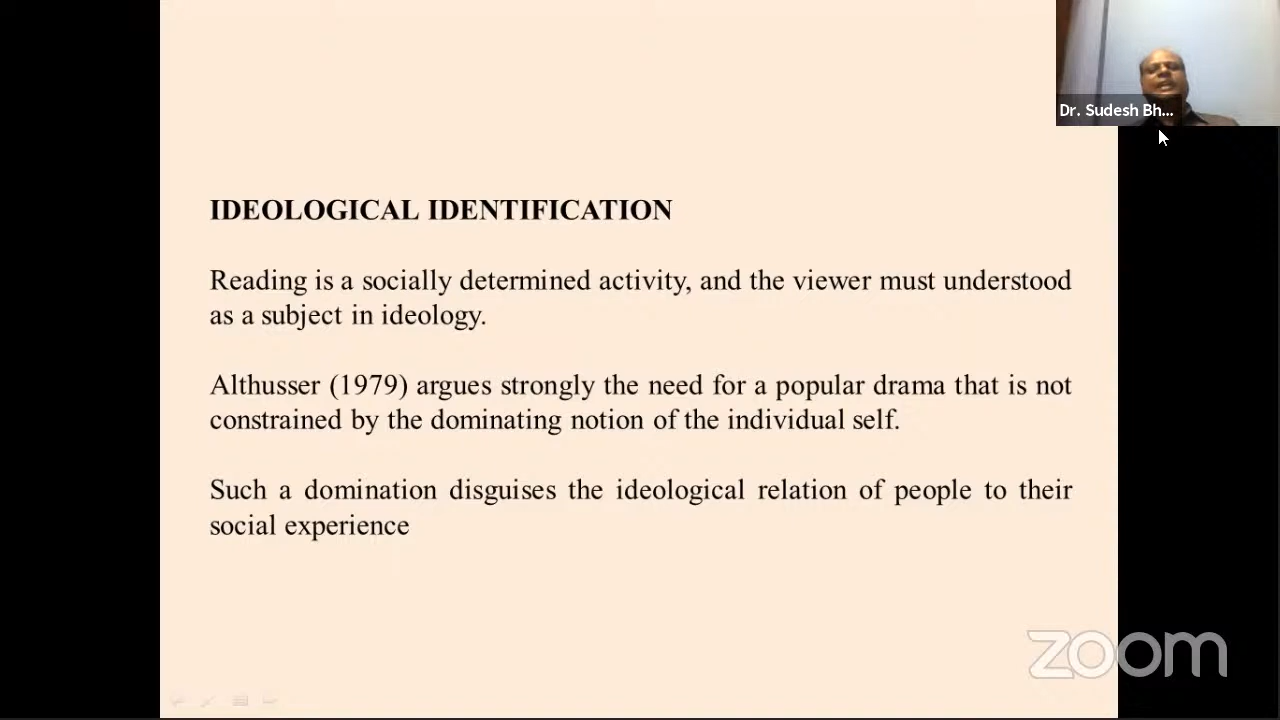 Dr. Sudesh Bh...
IDEOLOGICAL IDENTIFICATION
Reading is a socially determined activity, and the viewer must understood
as a subject in ideology.
Althusser (1979) argues strongly the need for a popular drama that is not
constrained by the dominating notion of the individual self.
Such a domination disguises the ideological relation of people to their
social experience
zoom